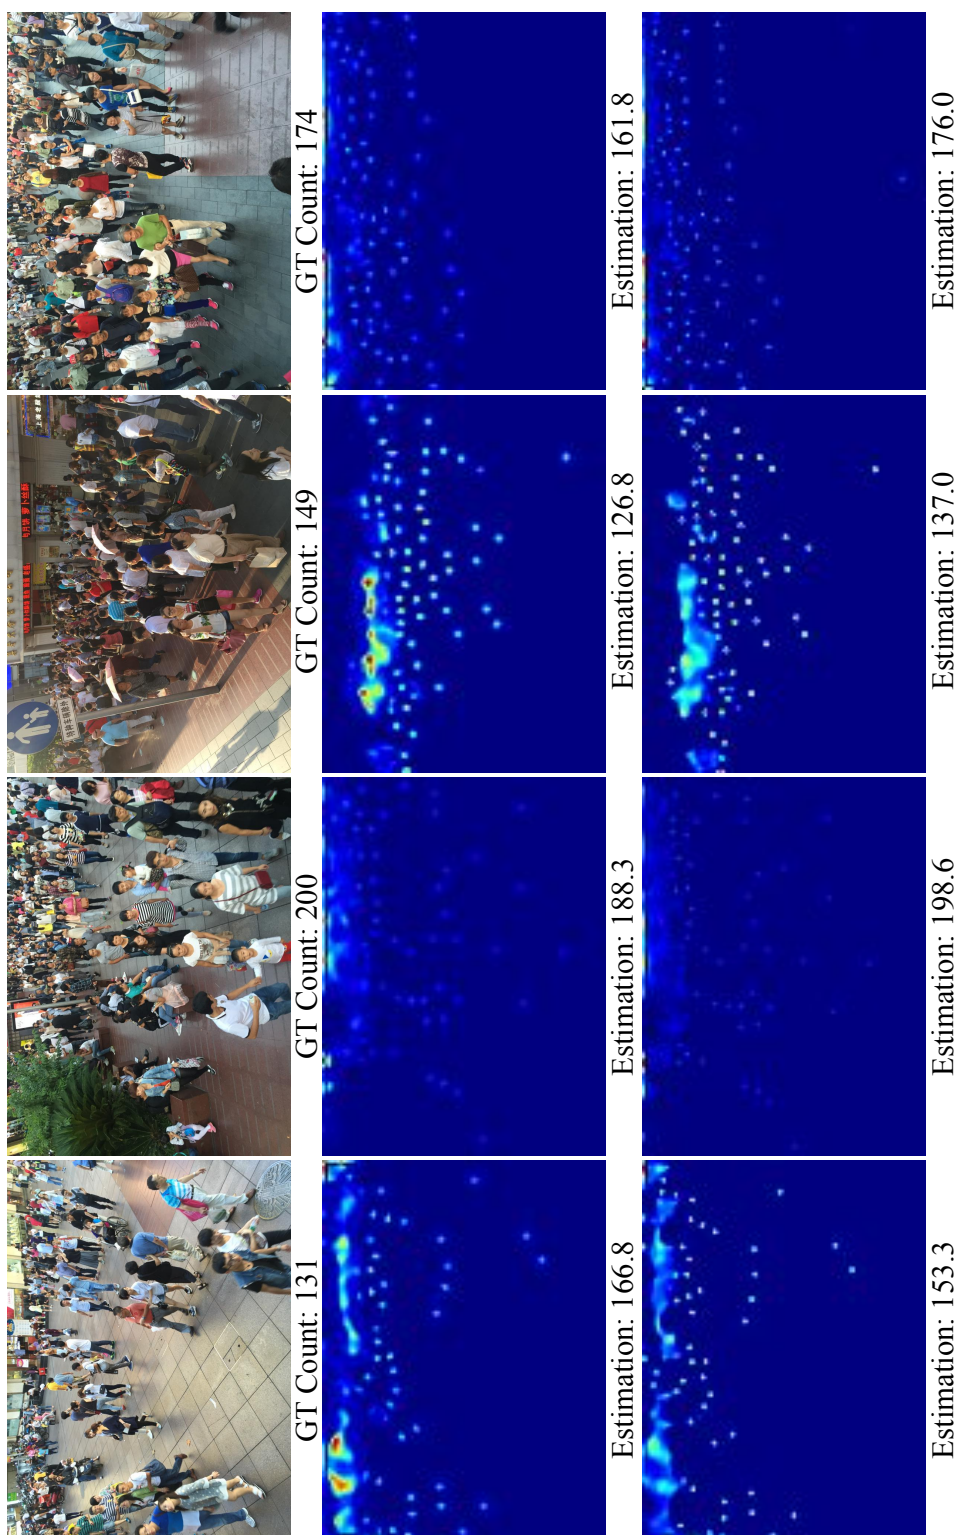 GT Count: 131
GT Count: 200
GT Count: 149
GT Count: 174
Estimation: 166.8
Estimation: 188.3
Estimation: 126.8
Estimation: 161.8
Estimation: 153.3
Estimation: 198.6
Estimation: 137.0
Estimation: 176.0